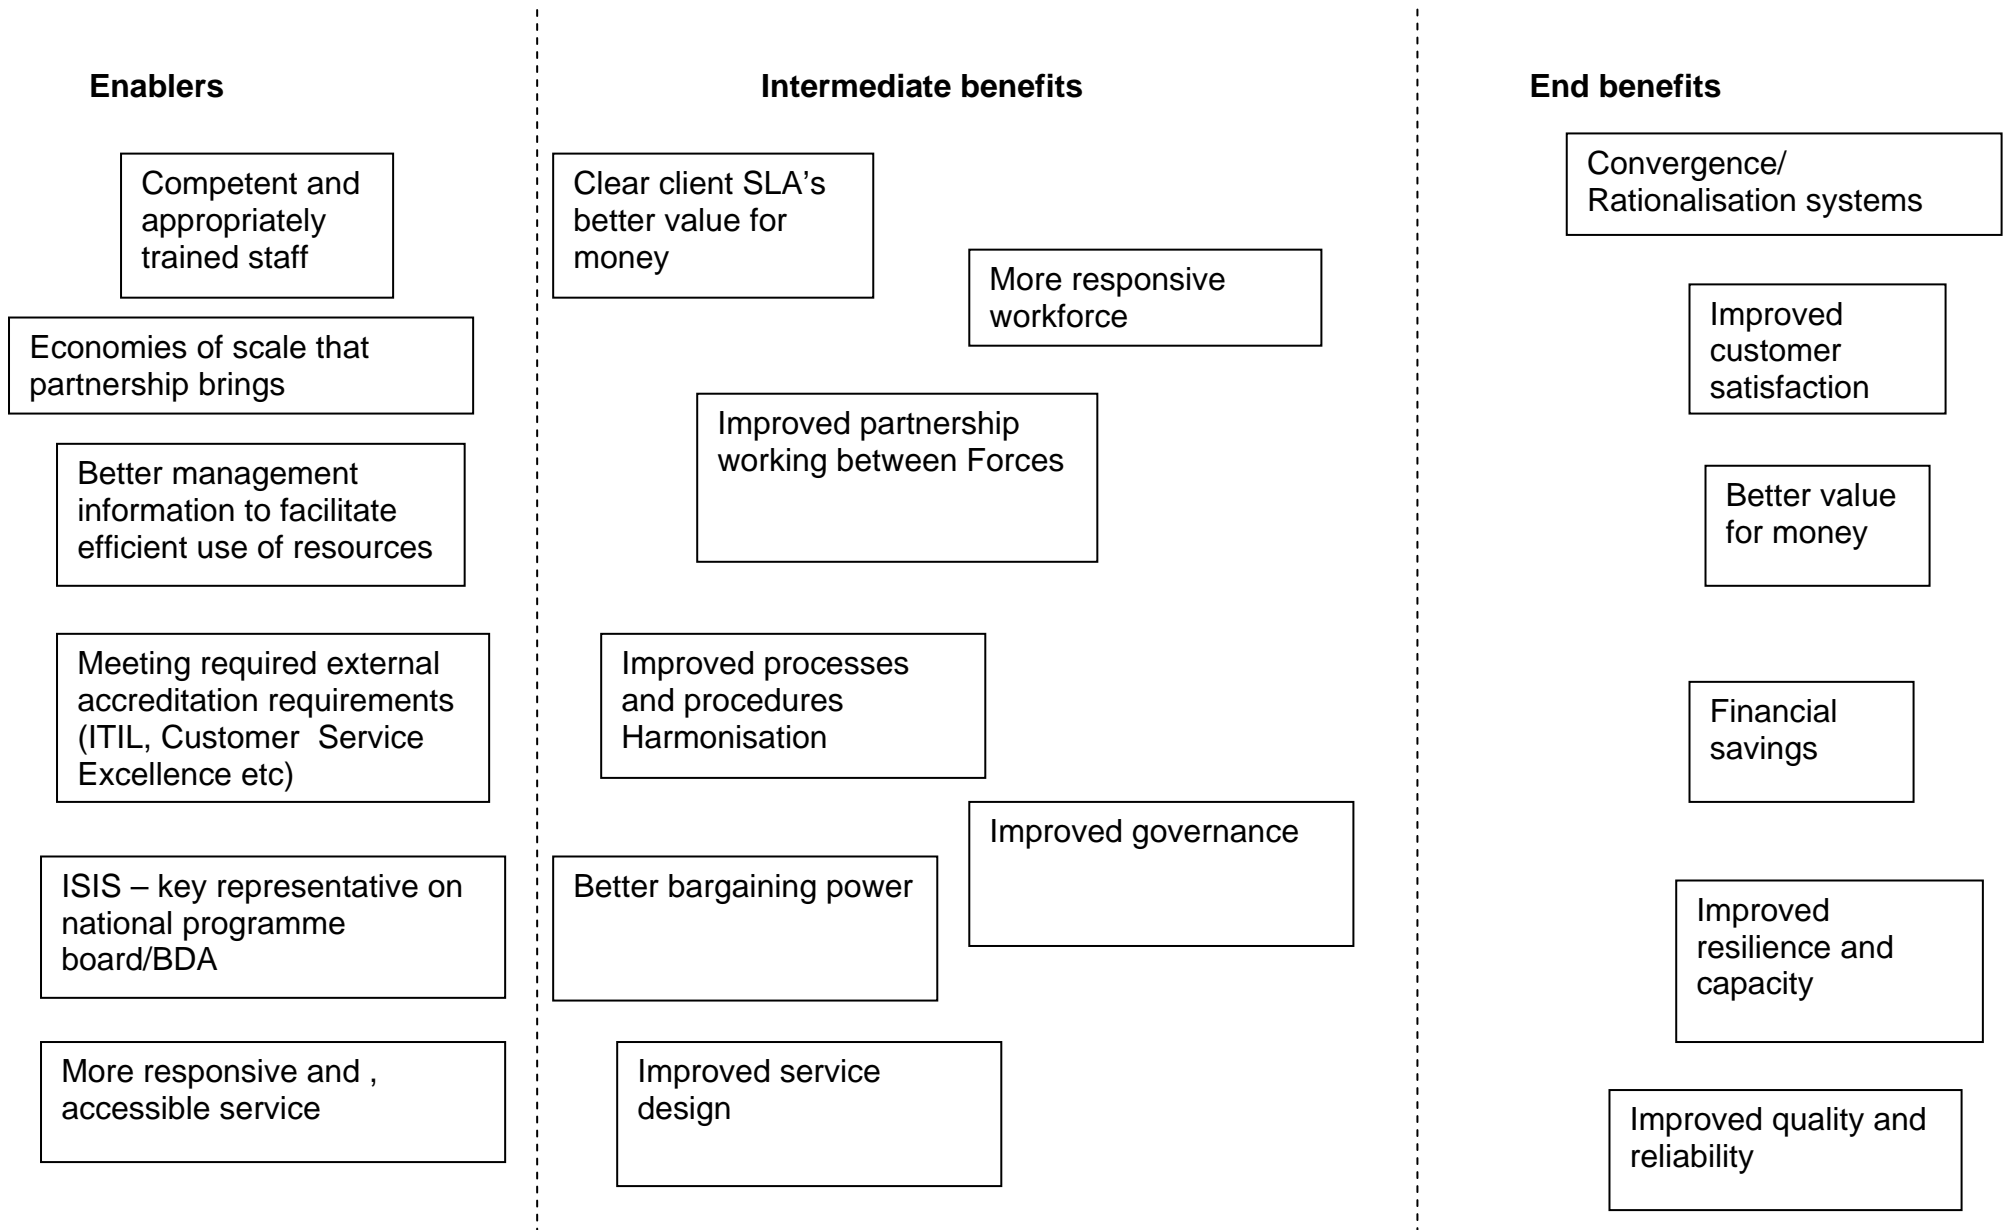 Enablers
Competent and
appropriately
trained staff
Economies of scale that
partnership brings
Better management
information to facilitate
efficient use of resources
Meeting required external
accreditation requirements
(ITIL, Customer  Service
Excellence etc)
ISIS – key representative on
national programme
board/BDA
More responsive and ,
accessible service
Intermediate benefits
Clear client SLA’s
better value for
money
More responsive
workforce
Improved partnership
working between Forces
Improved processes
and procedures
Harmonisation
Improved governance
Better bargaining power
Improved service
design
End benefits
Convergence/
Rationalisation systems
Improved
customer
satisfaction
Better value
for money
Financial
savings
Improved
resilience and
capacity
Improved quality and
reliability